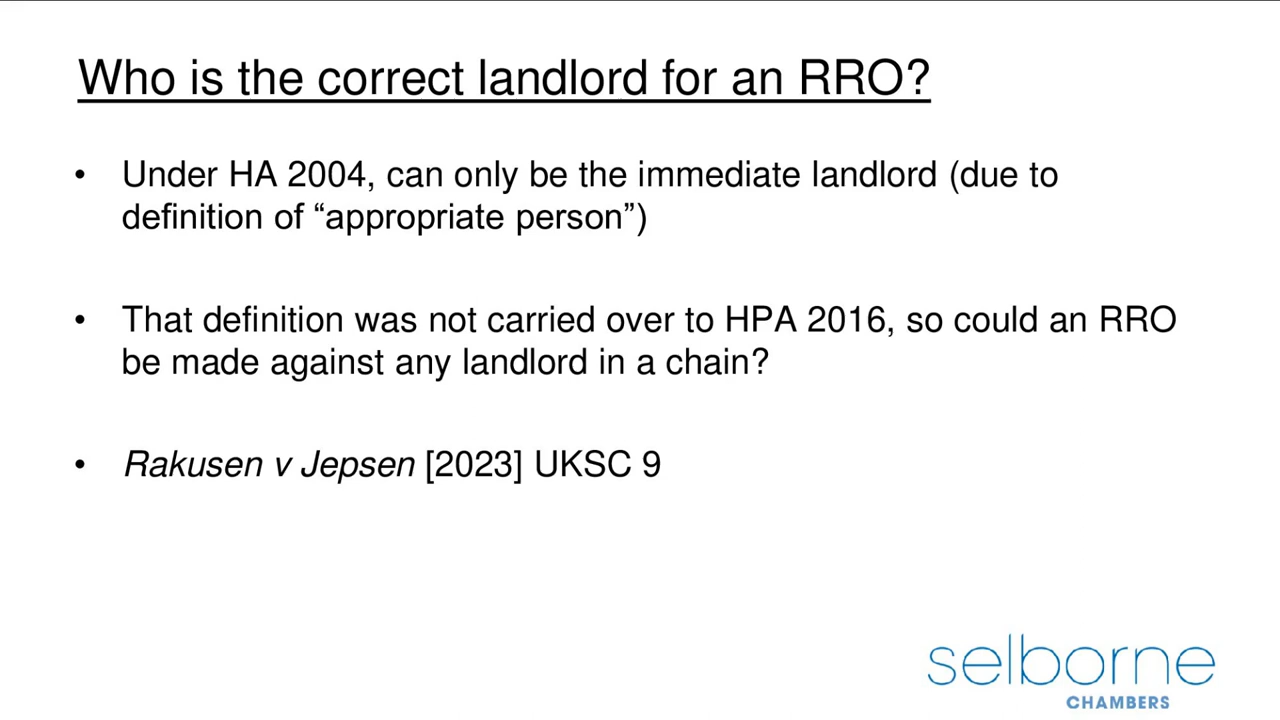 Who is the correct landlord for an RRO?
• Under HA 2004, can only be the immediate landlord (due to
definition of “appropriate person”)
• That definition was not carried over to HPA 2016, so could an RRO
be made against any landlord in a chain?
• Rakusen v Jepsen [2023] UKSC 9
selborne
CHAMBERS